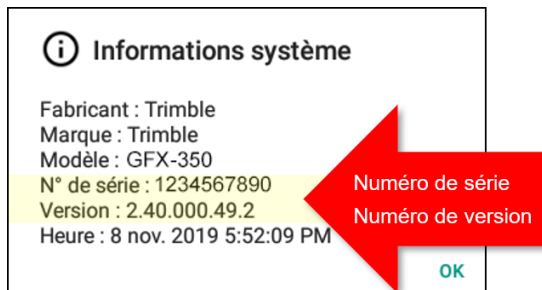 Informations système
Fabricant : Trimble
Marque : Trimble
Modèle : GFX-350
N° de série : 1234567890
Version : 2.40.000.49.2
Heure : 8 nov. 2019 5:52:09 PM
Numéro de série
Numéro de version
OK